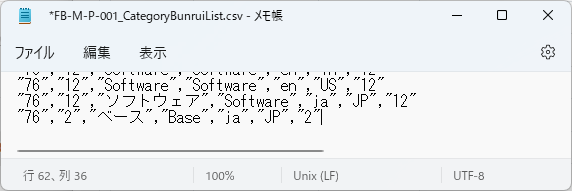 *FB-M-P-001_CategoryBunruiList.csv - メモ帳
ファイル 編集 表示
"76","12","Software","Software","en","US","12"
"76","12","ソフトウェア","Software","ja","JP","12"
"76","2","ベース","Base","ja","JP","2"
行 62、列 36 100% Unix (LF) UTF-8